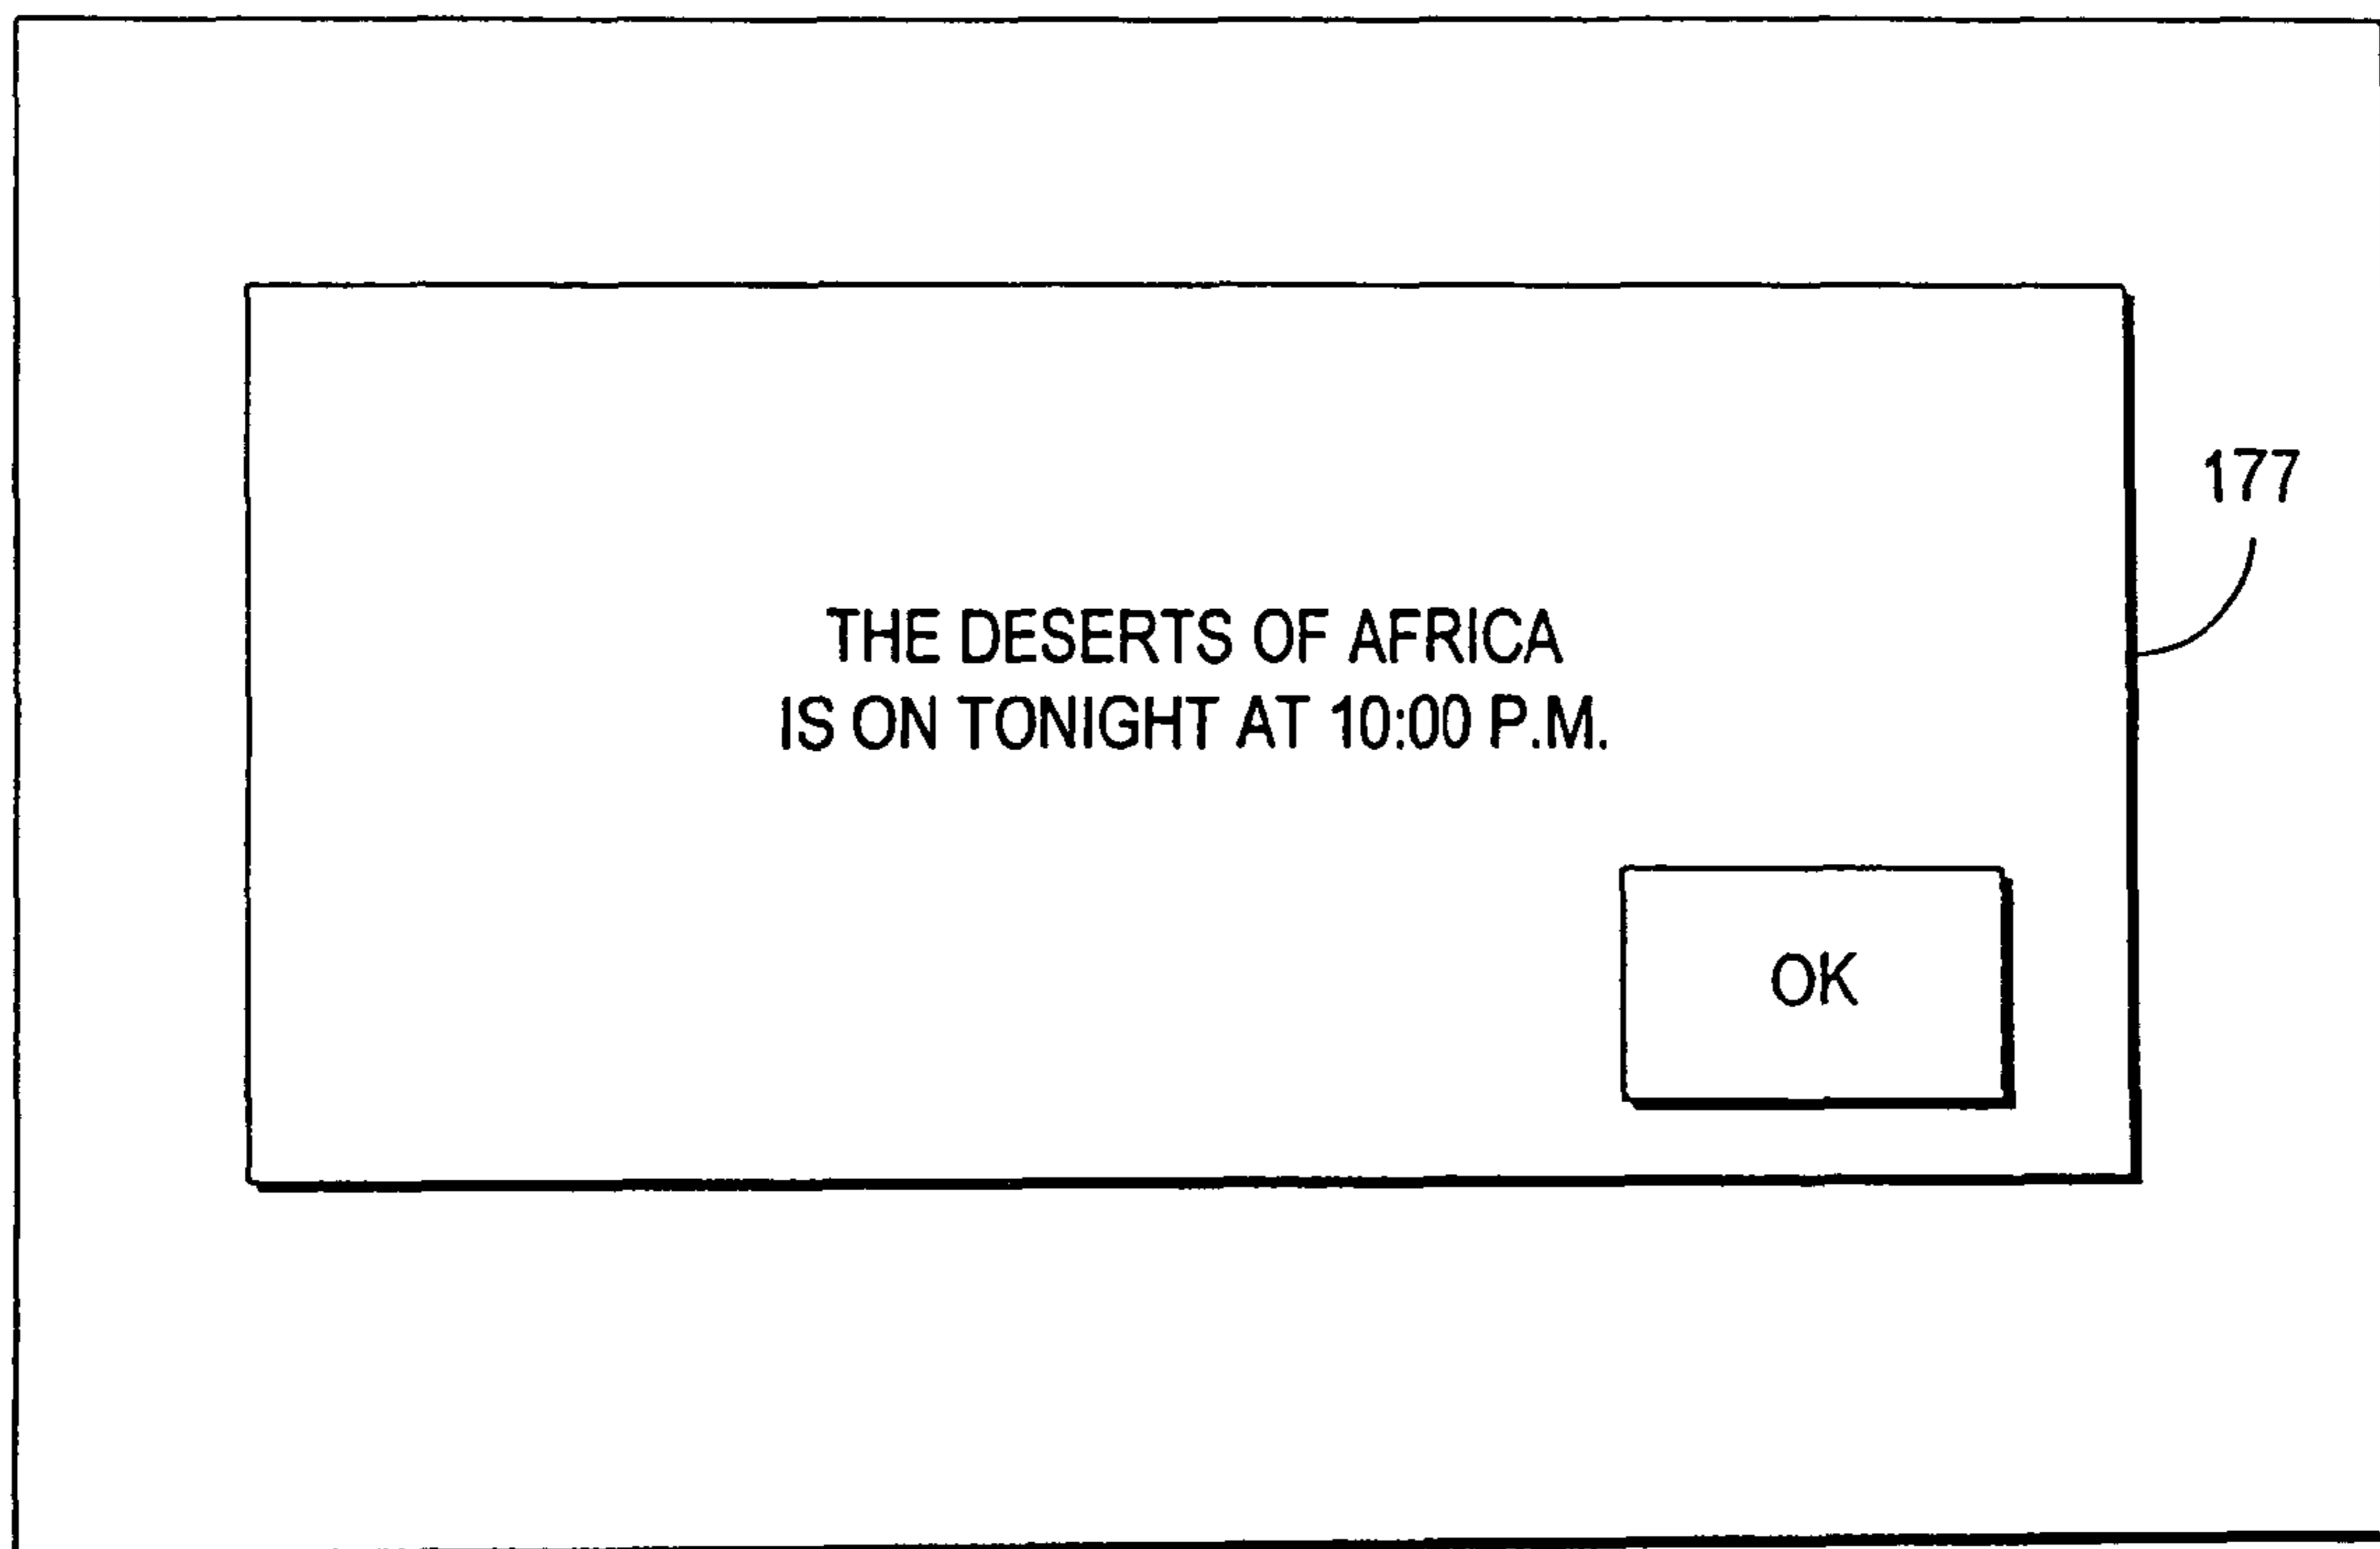 177
THE DESERTS OF AFRICA
IS ON TONIGHT AT 10:00 P.M.
OK